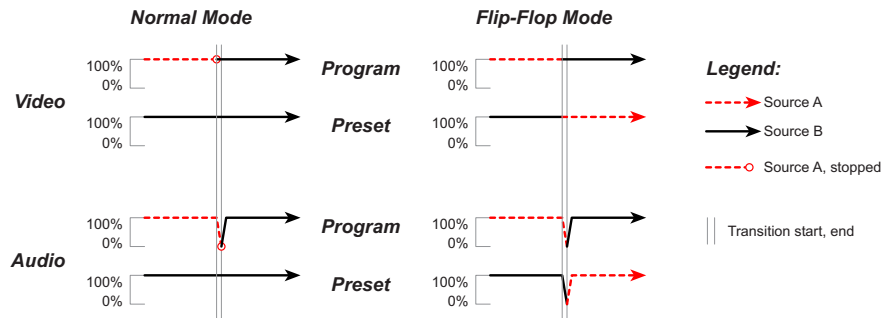 Normal Mode
Flip-Flop Mode
Video
100%
0%
Program
100%
0%
100%
0%
Preset
100%
0%
Audio
100%
0%
Program
100%
0%
100%
0%
Preset
100%
0%
Legend:
Source A
Source B
Source A, stopped
Transition start, end